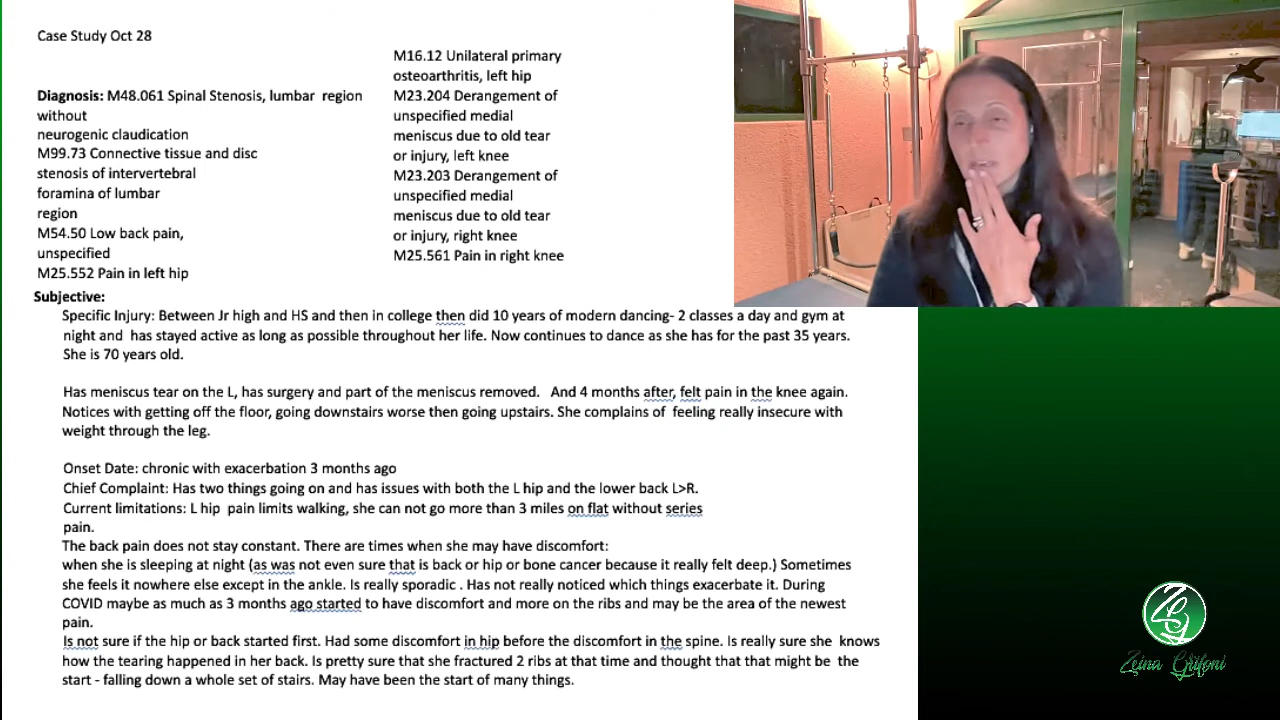 Case Study Oct 28
Diagnosis: M48.061 Spinal Stenosis, lumbar region
without
neurogenic claudication
M99.73 Connective tissue and disc
stenosis of intervertebral
foramina of lumbar
region
M54.50 Low back pain,
unspecified
M25.552 Pain in left hip
M16.12 Unilateral primary
osteoarthritis, left hip
M23.204 Derangement of
unspecified medial
meniscus due to old tear
or injury, left knee
M23.203 Derangement of
unspecified medial
meniscus due to old tear
or injury, right knee
M25.561 Pain in right knee
Subjective:
Specific Injury: Between Jr high and HS and then in college then did 10 years of modern dancing- 2 classes a day and gym at
night and has stayed active as long as possible throughout her life. Now continues to dance as she has for the past 35 years.
She is 70 years old.
Has meniscus tear on the L, has surgery and part of the meniscus removed. And 4 months after, felt pain in the knee again.
Notices with getting off the floor, going downstairs worse then going upstairs. She complains of feeling really insecure with
weight through the leg.
Onset Date: chronic with exacerbation 3 months ago
Chief Complaint: Has two things going on and has issues with both the L hip and the lower back L>R.
Current limitations: L hip pain limits walking, she can not go more than 3 miles on flat without series
pain.
The back pain does not stay constant. There are times when she may have discomfort:
when she is sleeping at night (as was not even sure that is back or hip or bone cancer because it really felt deep.) Sometimes
she feels it nowhere else except in the ankle. Is really sporadic . Has not really noticed which things exacerbate it. During
COVID maybe as much as 3 months ago started to have discomfort and more on the ribs and may be the area of the newest
pain.
Is not sure if the hip or back started first. Had some discomfort in hip before the discomfort in the spine. Is really sure she knows
how the tearing happened in her back. Is pretty sure that she fractured 2 ribs at that time and thought that that might be the
start - falling down a whole set of stairs. May have been the start of many things.
ZG
Zeina Grifoni